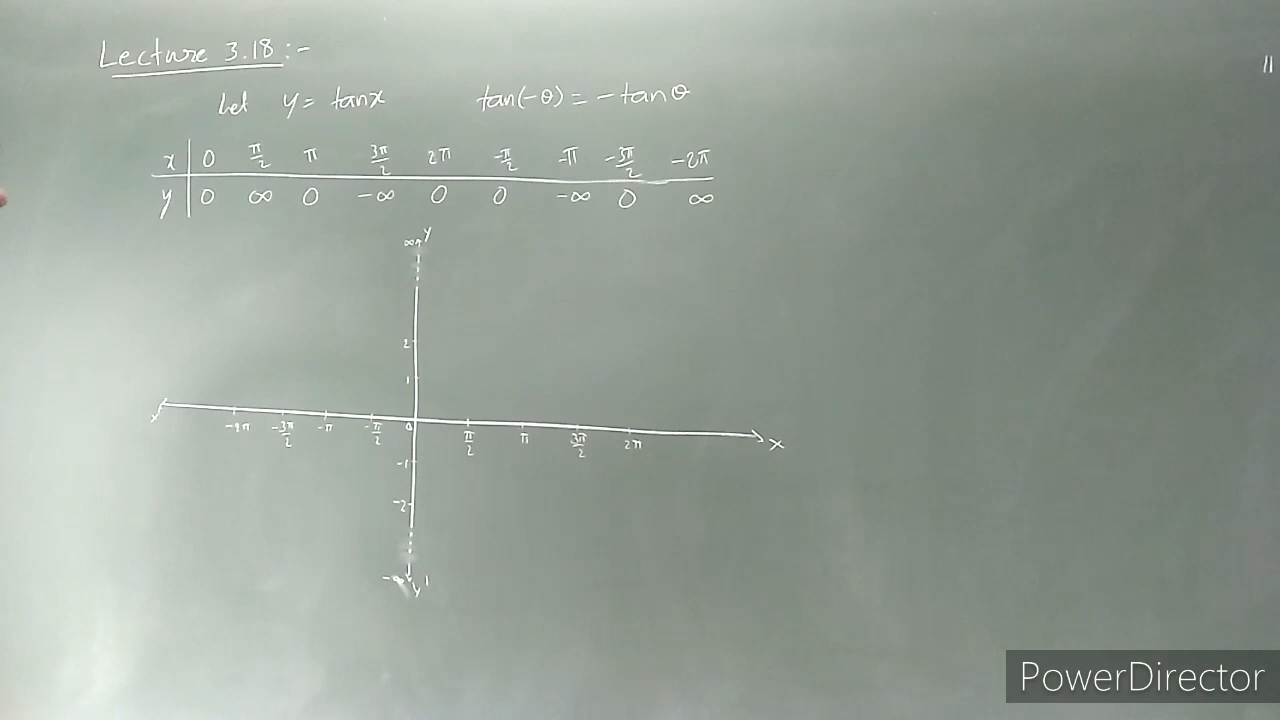 Lecture 3.18:-
Let y = tanx tan(-θ) = -tanθ
x 0 π/2 π 3π/2 2π -π/2 -π -3π/2 -2π
y 0 ∞ 0 -∞ 0 0 -∞ 0 ∞
∞ y
2
1
x' -2π -3π/2 -π -π/2 0 π/2 π 3π/2 2π x
-1
-2
-∞ y'
11
PowerDirector